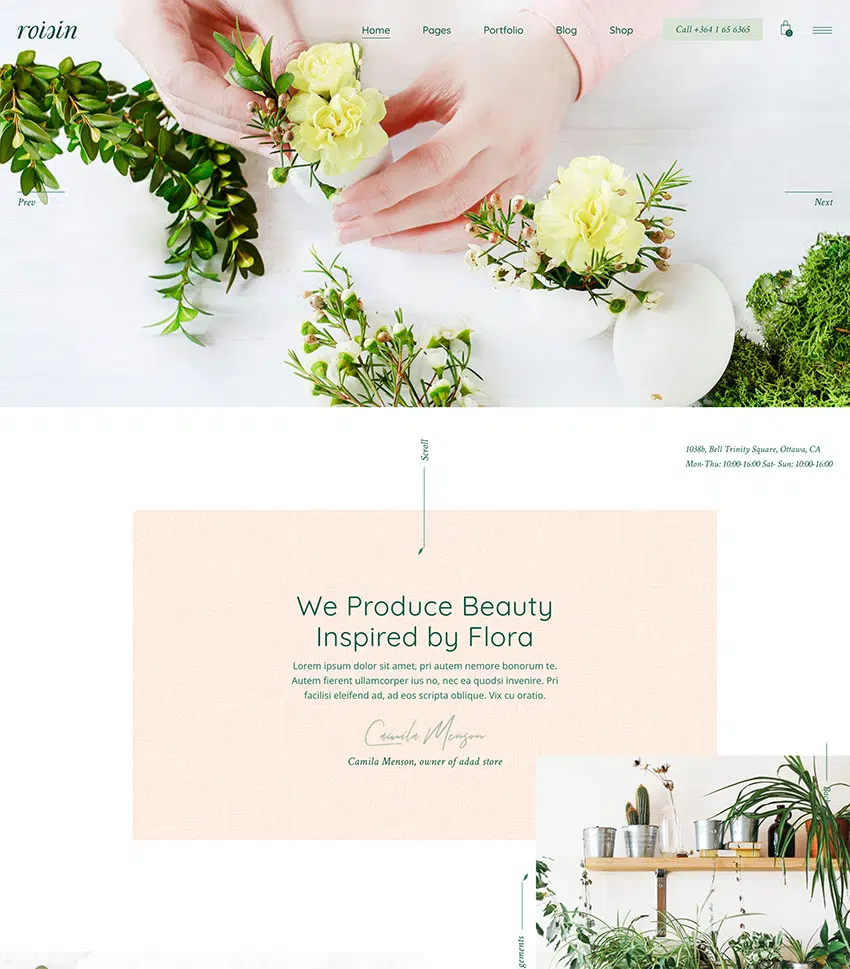 roisin
Home Pages Portfolio Blog Shop Call +364 1 65 6365
0
Prev
Next
Scroll
1038b, Bell Trinity Square, Ottawa, CA
Mon-Thu: 10:00-16:00 Sat- Sun: 10:00-16:00
We Produce Beauty
Inspired by Flora
Lorem ipsum dolor sit amet, pri autem nemore bonorum te.
Autem fierent ullamcorper ius no, nec ea quodsi invenire. Pri
facilisi eleifend ad, ad eos scripta oblique. Vix cu oratio.
Camila Menson
Camila Menson, owner of adad store
gements